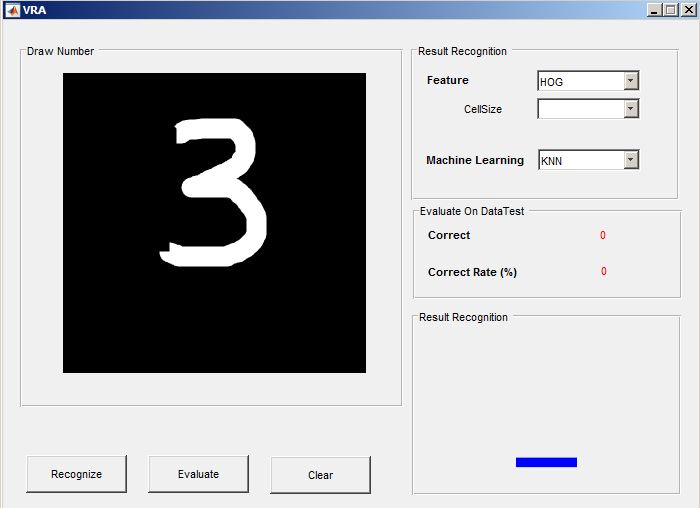 VRA
Draw Number
3
Result Recognition
Feature
HOG
CellSize
Machine Learning
KNN
Evaluate On DataTest
Correct
0
Correct Rate (%)
0
Result Recognition
Recognize
Evaluate
Clear